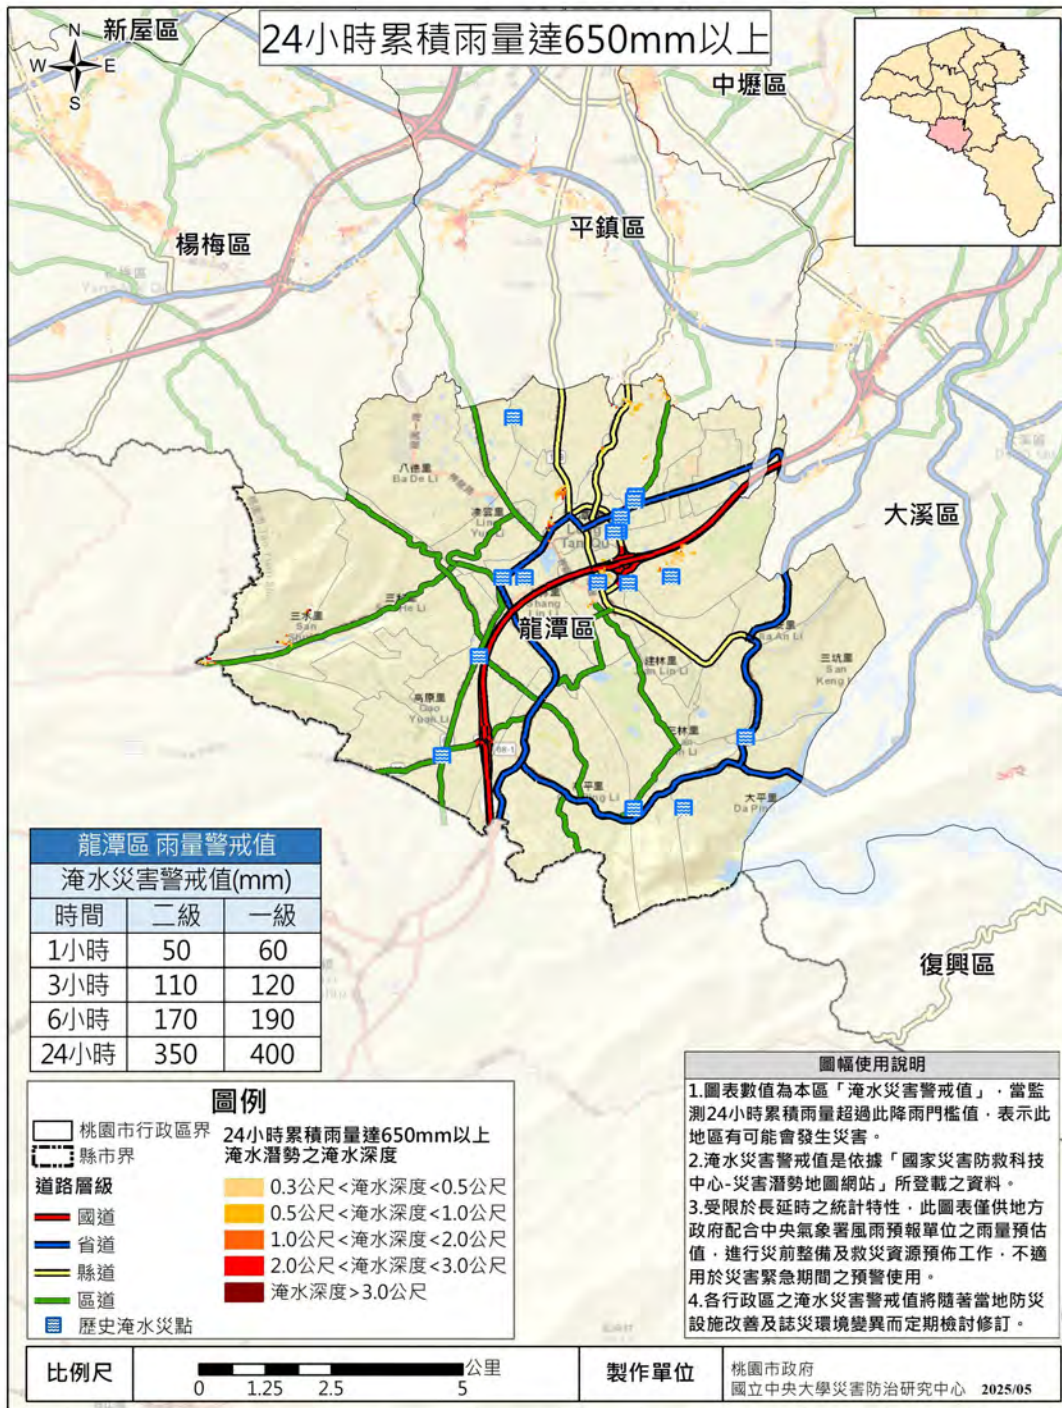 24小時累積雨量達650mm以上
新屋區
N
W
E
S
中壢區
平鎮區
楊梅區
大溪區
八德里
Ba De Li
凌雲里
三水里
San
龍潭區
高原里
Gao
Yuan Li
三坑里
San
三林里
大平里
68-1
復興區
龍潭區 雨量警戒值
淹水災害警戒值(mm)
時間 二級 一級
1小時 50 60
3小時 110 120
6小時 170 190
24小時 350 400
圖例
桃園市行政區界
縣市界
道路層級
國道
省道
縣道
區道
歷史淹水災點
24小時累積雨量達650mm以上
淹水潛勢之淹水深度
0.3公尺<淹水深度<0.5公尺
0.5公尺<淹水深度<1.0公尺
1.0公尺<淹水深度<2.0公尺
2.0公尺<淹水深度<3.0公尺
淹水深度>3.0公尺
圖幅使用說明
1.圖表數值為本區「淹水災害警戒值」，當監
測24小時累積雨量超過此降雨門檻值，表示此
地區有可能會發生災害。
2.淹水災害警戒值是依據「國家災害防救科技
中心-災害潛勢地圖網站」所登載之資料。
3.受限於長延時之統計特性，此圖表僅供地方
政府配合中央氣象署風雨預報單位之雨量預估
值，進行災前整備及救災資源預佈工作，不適
用於災害緊急期間之預警使用。
4.各行政區之淹水災害警戒值將隨著當地防災
設施改善及誌災環境變異而定期檢討修訂。
比例尺
公里
0 1.25 2.5 5
製作單位
桃園市政府
國立中央大學災害防治研究中心 2025/05